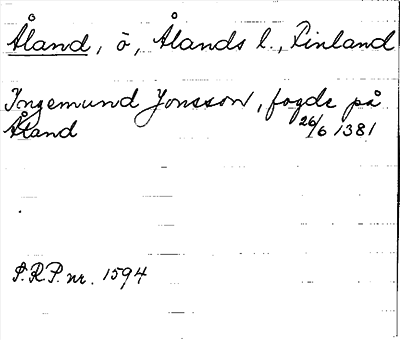 Åland, ö, Ålands l., Finland
Ingemund Jonsson, fogde på
Åland 26/6 1381
S.R.P. nr. 1594